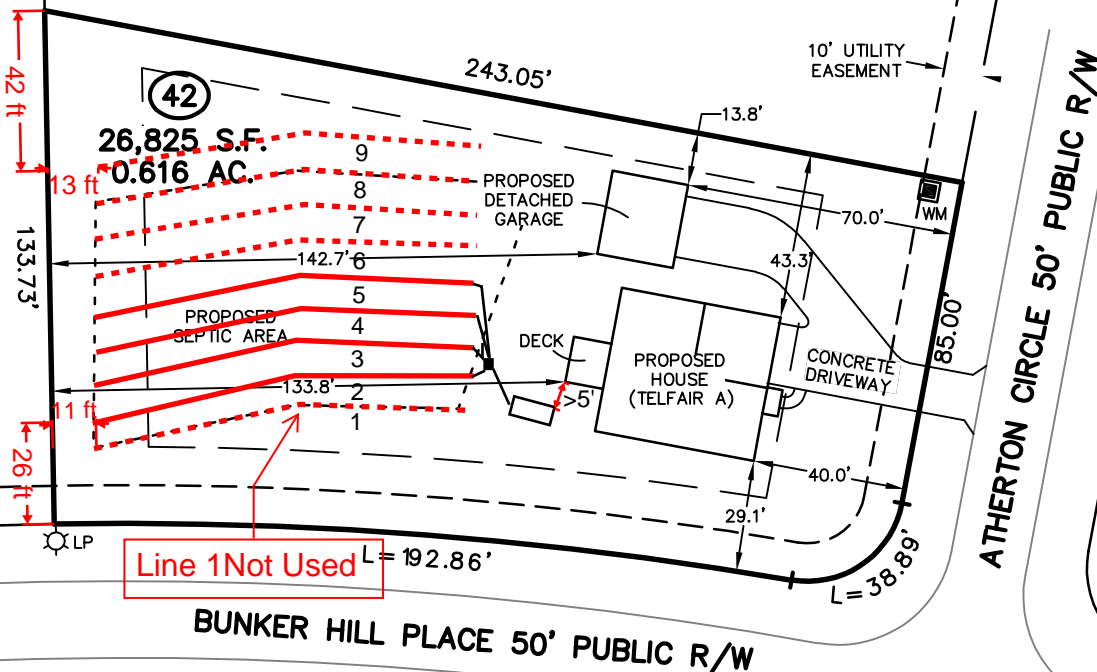 10' UTILITY
EASEMENT
243.05'
42 ft
42
26,825 S.F.
0.616 AC.
13.8'
9
8
7
6
5
4
3
2
1
13 ft
PROPOSED
DETACHED
GARAGE
WM
70.0'
133.73'
142.7'
43.3'
85.00'
PROPOSED
SEPTIC AREA
DECK
PROPOSED
HOUSE
(TELFAIR A)
CONCRETE
DRIVEWAY
133.8'
>5'
11 ft
26 ft
40.0'
29.1'
LP
Line 1Not Used
L=192.86'
L=38.89'
BUNKER HILL PLACE 50' PUBLIC R/W
ATHERTON CIRCLE 50' PUBLIC R/W